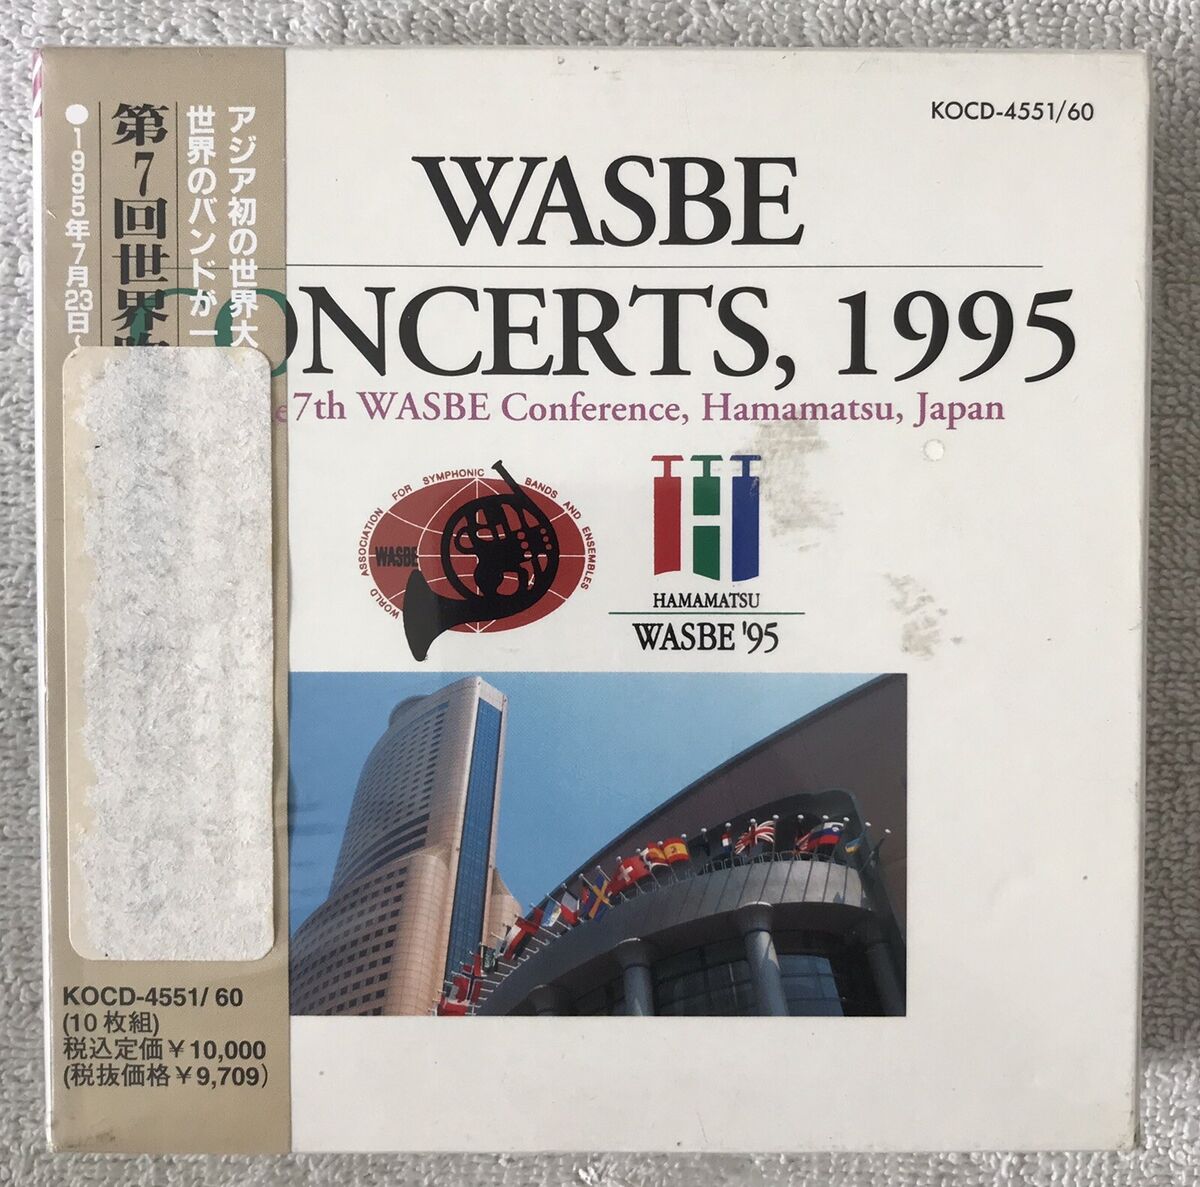 KOCD-4551/60
WASBE
CONCERTS, 1995
7th WASBE Conference, Hamamatsu, Japan
WORLD ASSOCIATION FOR SYMPHONIC BANDS AND ENSEMBLES
WASBE
HAMAMATSU
WASBE '95
アジア初の世界大
世界のバンドが一
第7回世界吹
●1995年7月23日~
KOCD-4551/ 60
(10枚組)
税込定価¥10,000
(税抜価格¥9,709)